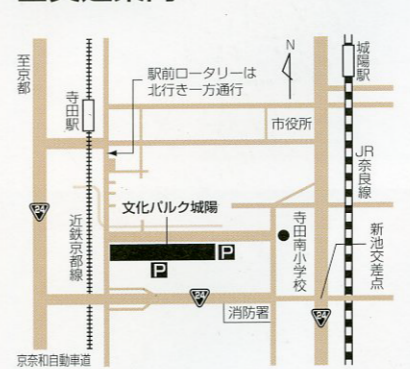 至京都
寺田駅
駅前ロータリーは
北行き一方通行
N
城陽駅
市役所
JR奈良線
24
文化パルク城陽
P
P
近鉄京都線
寺田南小学校
新池交差点
24
24
消防署
京奈和自動車道